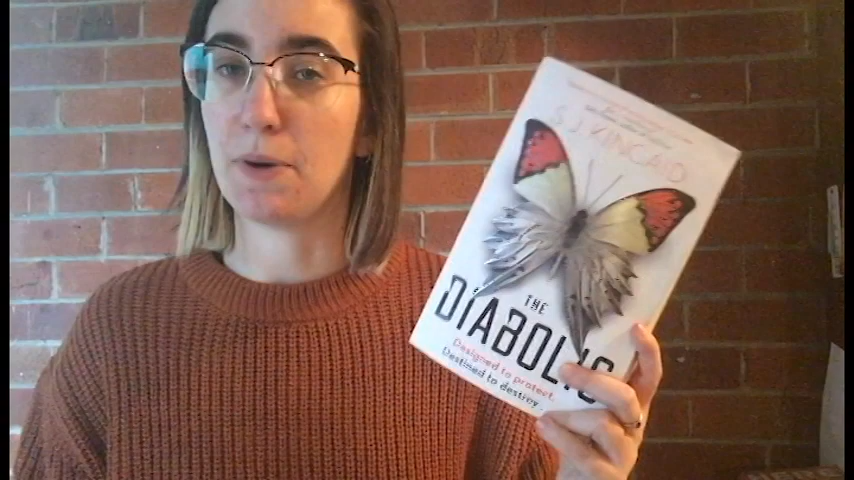 S J KINCAID
THE
DIABOLIC
Designed to protect.
Destined to destroy.